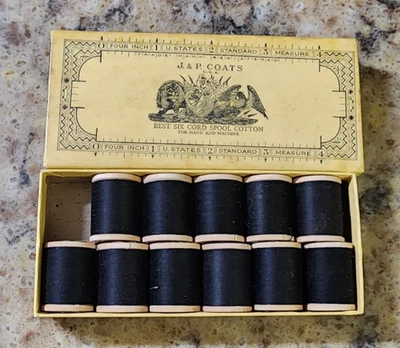 0 FOUR INCH 1 U. STATES 2 STANDARD 3 MEASURE 4
J. & P. COATS
BEST SIX CORD SPOOL COTTON
FOR HAND AND MACHINE
0 FOUR INCH 1 U. STATES 2 STANDARD 3 MEASURE 4